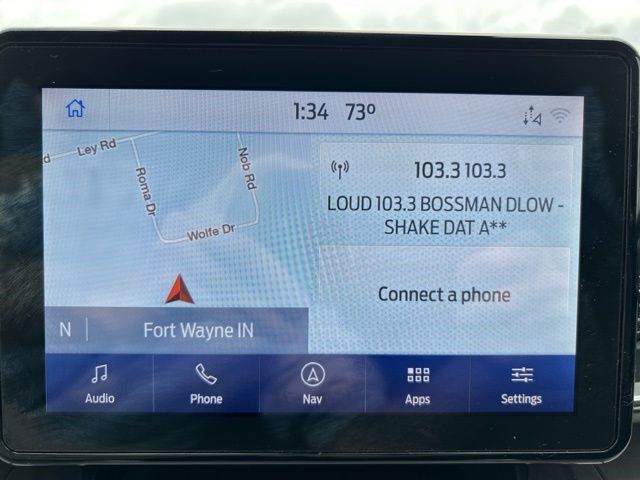 1:34 73°
d Ley Rd
Roma Dr
Nob Rd
Wolfe Dr
103.3 103.3
LOUD 103.3 BOSSMAN DLOW -
SHAKE DAT A**
Connect a phone
N Fort Wayne IN
Audio Phone Nav Apps Settings